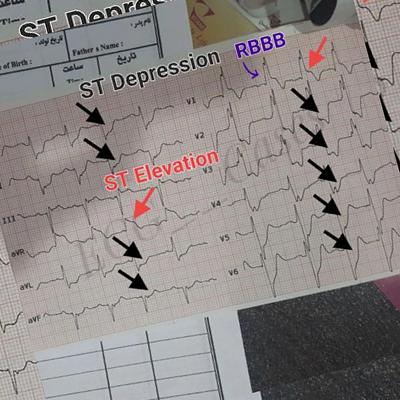 ST Depression
نام پدر :
تاریخ تولد :
Father s Name :
of Birth :
ساعت
تاریخ
RBBB
ST Depression
ST Elevation
V1
V2
V3
V4
V5
V6
III
aVR
aVL
aVF